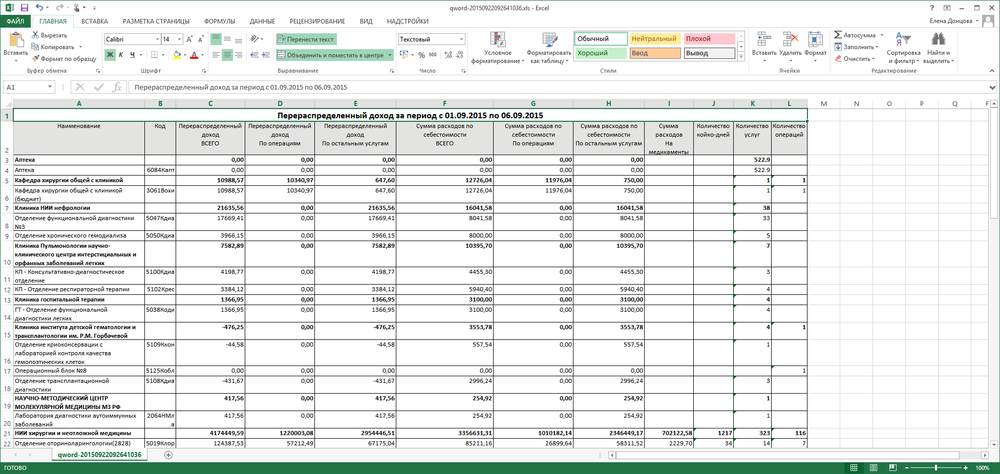 qword-20150922092641036.xls - Excel
ФАЙЛ ГЛАВНАЯ ВСТАВКА РАЗМЕТКА СТРАНИЦЫ ФОРМУЛЫ ДАННЫЕ РЕЦЕНЗИРОВАНИЕ ВИД НАДСТРОЙКИ Елена Донцова
Вставить
Вырезать
Копировать
Формат по образцу
Буфер обмена
Calibri 14
Ж К Ч
Шрифт
Перенести текст
Объединить и поместить в центре
Выравнивание
Текстовый
% 000
Число
Условное
форматирование
Форматировать
как таблицу
Обычный Нейтральный Плохой
Хороший Ввод Вывод
Стили
Вставить Удалить Формат
Ячейки
Автосумма
Заполнить
Очистить
Сортировка
и фильтр
Найти и
выделить
Редактирование
A1 fx Перераспределенный доход за период с 01.09.2015 по 06.09.2015
A B C D E F G H I J K L M N O P Q
1 Перераспределенный доход за период с 01.09.2015 по 06.09.2015
Наименование Код Перераспределенный Перераспределенный Перераспределенный Сумма расходов по Сумма расходов по Сумма расходов по Сумма Количество Количество Количество
доход доход доход себестоимости себестоимости себестоимости расходов койко-дней услуг операций
ВСЕГО По операциям По остальным услугам ВСЕГО По операциям По остальным услугам На
2 медикаменты
3 Аптека 0,00 0,00 0,00 0,00 0,00 0,00 522.9
4 Аптека 6084Капт 0,00 0,00 0,00 0,00 0,00 0,00 522.9
5 Кафедра хирургии общей с клиникой 10988,57 10340,97 647,60 12726,04 11976,04 750,00 1 1
Кафедра хирургии общей с клиникой 3061Вохи 10988,57 10340,97 647,60 12726,04 11976,04 750,00 1 1
6 (бюджет)
7 Клиника НИИ нефрологии 21635,56 0,00 21635,56 16041,58 0,00 16041,58 38
Отделение функциональной диагностики 5047Кдиа 17669,41 0,00 17669,41 8041,58 0,00 8041,58 33
8 №3
9 Отделение хронического гемодиализа 5050Кдиа 3966,15 0,00 3966,15 8000,00 0,00 8000,00 5
Клиника Пульмонологии научно- 7582,89 0,00 7582,89 10395,70 0,00 10395,70 7
клинического центра интерстициальных и
10 орфанных заболеваний легких
КП - Консультативно-диагностическое 5100Кдиа 4198,77 0,00 4198,77 4455,30 0,00 4455,30 3
11 отделение
12 КП - Отделение респираторной терапии 5102Крес 3384,12 0,00 3384,12 5940,40 0,00 5940,40 4
13 Клиника госпитальной терапии 1366,95 0,00 1366,95 3100,00 0,00 3100,00 4
ГТ - Отделение функциональной 5038Коди 1366,95 0,00 1366,95 3100,00 0,00 3100,00 4
14 диагностики легких
Клиника института детской гематологии и -476,25 0,00 -476,25 3553,78 0,00 3553,78 4 1
15 трансплантологии им. Р.М. Горбачевой
Отделение криоконсервации с 5109Ккон -44,58 0,00 -44,58 557,54 0,00 557,54 1
лабораторией контроля качества
16 гемопоэтических клеток
17 Операционный блок №8 5125Кобл 0,00 0,00 0,00 0,00 0,00 0,00 1
Отделение трансплантационной 5108Кдиа -431,67 0,00 -431,67 2996,24 0,00 2996,24 3
18 диагностики
НАУЧНО-МЕТОДИЧЕСКИЙ ЦЕНТР 417,56 0,00 417,56 254,92 0,00 254,92 1
19 МОЛЕКУЛЯРНОЙ МЕДИЦИНЫ МЗ РФ
Лаборатория диагностики аутоиммунных 2064НМл 417,56 0,00 417,56 254,92 0,00 254,92 1
20 заболеваний а
21 НИИ хирургии и неотложной медицины 4174449,59 1220003,08 2954446,51 3356631,31 1010182,14 2346449,17 702122,58 1217 323 116
22 Отделение оториноларингологии(2828) 5019Клор 124387,53 57212,49 67175,04 85211,16 26899,64 58311,52 2229,70 34 14 7
qword-20150922092641036
ГОТОВО 100%